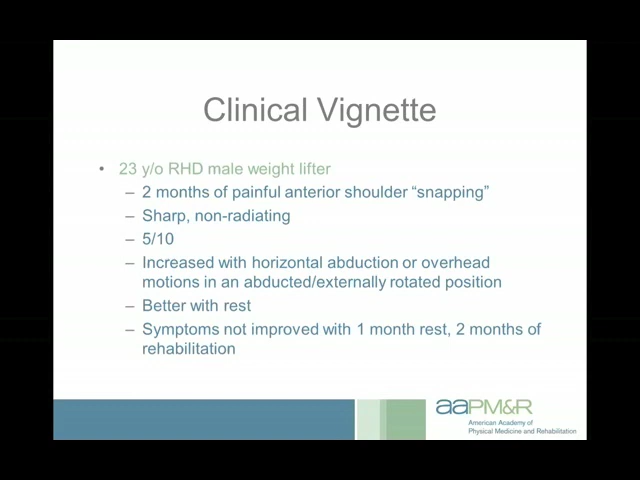 Clinical Vignette
• 23 y/o RHD male weight lifter
– 2 months of painful anterior shoulder “snapping”
– Sharp, non-radiating
– 5/10
– Increased with horizontal abduction or overhead
motions in an abducted/externally rotated position
– Better with rest
– Symptoms not improved with 1 month rest, 2 months of
rehabilitation
aaPM&R
American Academy of
Physical Medicine and Rehabilitation